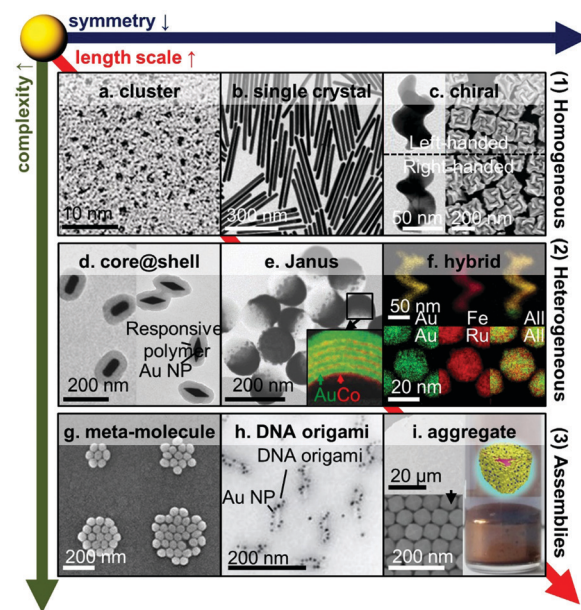 symmetry ↓
length scale ↑
complexity ↑
(1) Homogeneous
a. cluster
10 nm
b. single crystal
300 nm
c. chiral
Left-handed
Right-handed
50 nm
200 nm
(2) Heterogeneous
d. core@shell
Responsive
polymer
Au NP
200 nm
e. Janus
200 nm
AuCo
f. hybrid
50 nm
Au Fe All
Au Ru All
20 nm
(3) Assemblies
g. meta-molecule
200 nm
h. DNA origami
DNA origami
Au NP
200 nm
i. aggregate
20 μm
200 nm